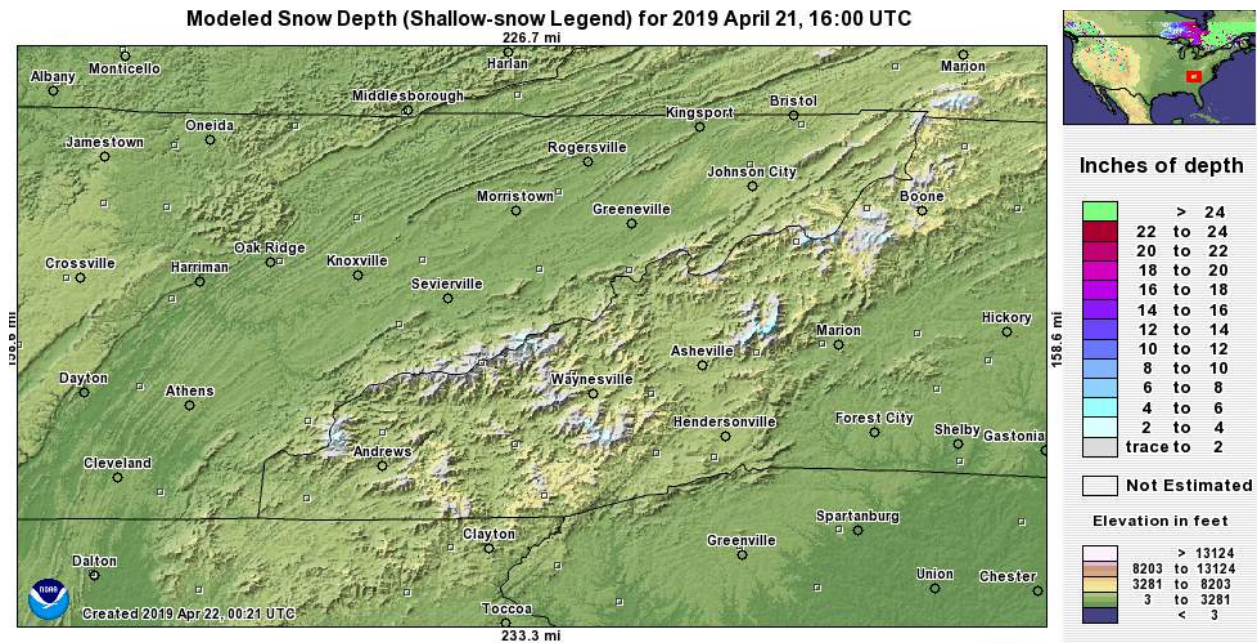 Modeled Snow Depth (Shallow-snow Legend) for 2019 April 21, 16:00 UTC
226.7 mi
Albany
Monticello
Harlan
Marion
Middlesborough
Kingsport
Bristol
Oneida
Jamestown
Rogersville
Johnson City
Morristown
Greeneville
Boone
Crossville
Oak Ridge
Harriman
Knoxville
Sevierville
158.6 mi
Hickory
Marion
158.6 mi
Asheville
Dayton
Athens
Waynesville
Hendersonville
Forest City
Shelby
Gastonia
Andrews
Cleveland
Spartanburg
Clayton
Greenville
Dalton
Union
Chester
NOAA
Created 2019 Apr 22, 00:21 UTC
Toccoa
233.3 mi
Inches of depth
> 24
22 to 24
20 to 22
18 to 20
16 to 18
14 to 16
12 to 14
10 to 12
8 to 10
6 to 8
4 to 6
2 to 4
trace to 2
Not Estimated
Elevation in feet
> 13124
8203 to 13124
3281 to 8203
3 to 3281
< 3